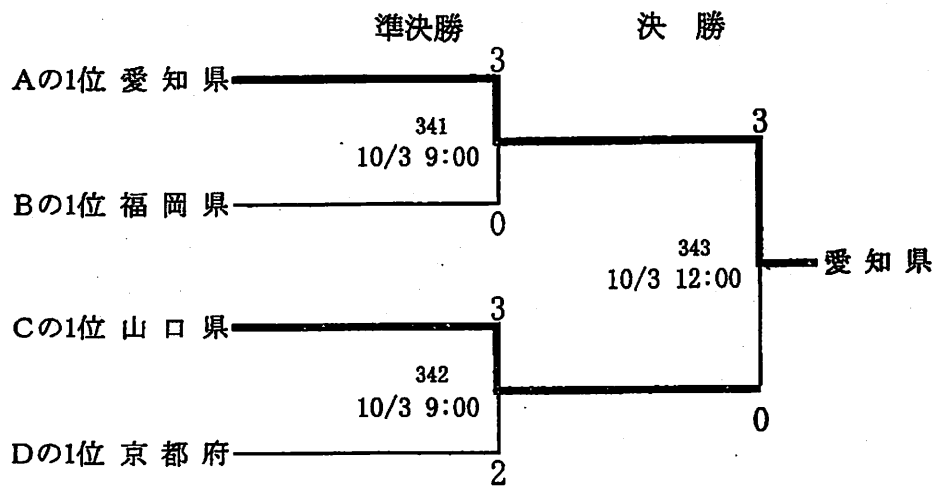 準決勝
決 勝
3
Aの1位 愛知県
3
341
10/3 9:00
Bの1位 福岡県
0
343
愛知県
10/3 12:00
3
Cの1位 山口県
342
10/3 9:00
0
Dの1位 京都府
2